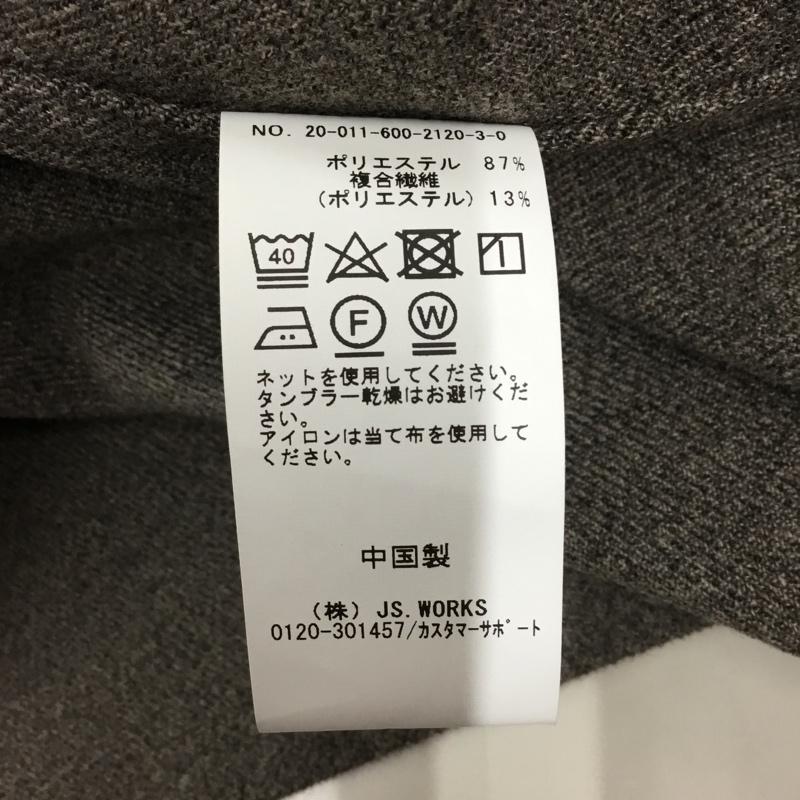 NO. 20-011-600-2120-3-0
ポリエステル 87%
複合繊維
(ポリエステル) 13%
40
F W
ネットを使用してください。
タンブラー乾燥はお避けくだ
さい。
アイロンは当て布を使用して
ください。
中国製
(株) JS.WORKS
0120-301457/ｶｽﾀﾏｰｻﾎﾟｰﾄ